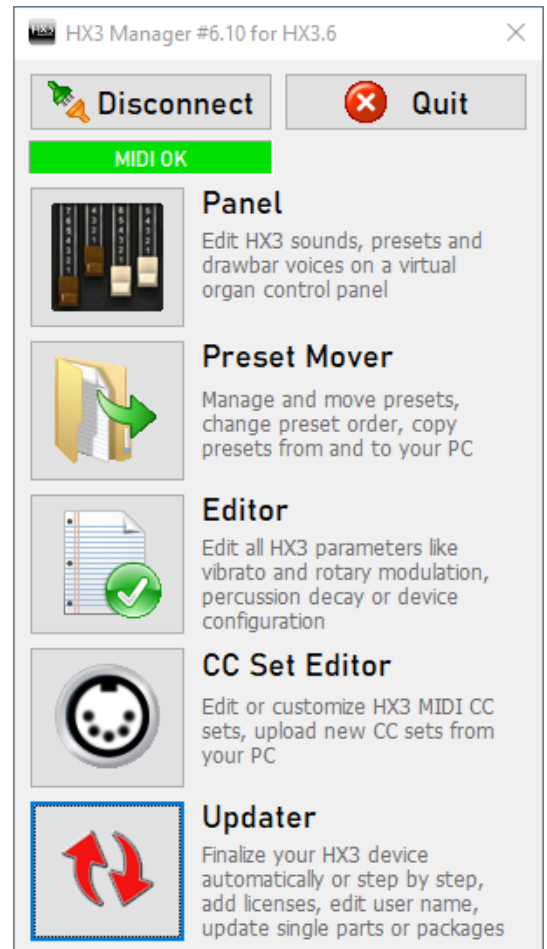 HX3 Manager #6.10 for HX3.6
Disconnect
Quit
MIDI OK
Panel
Edit HX3 sounds, presets and
drawbar voices on a virtual
organ control panel
Preset Mover
Manage and move presets,
change preset order, copy
presets from and to your PC
Editor
Edit all HX3 parameters like
vibrato and rotary modulation,
percussion decay or device
configuration
CC Set Editor
Edit or customize HX3 MIDI CC
sets, upload new CC sets from
your PC
Updater
Finalize your HX3 device
automatically or step by step,
add licenses, edit user name,
update single parts or packages